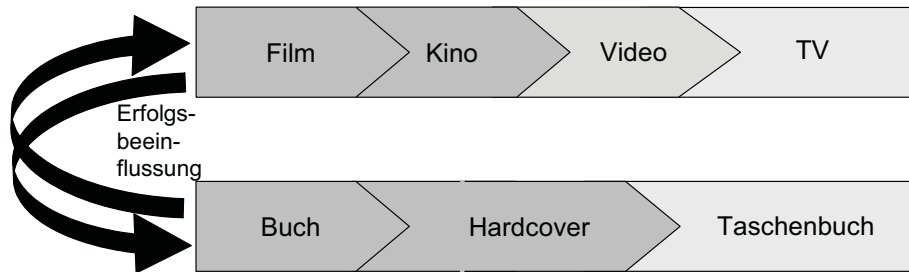 Film Kino Video TV
Erfolgs-
beein-
flussung
Buch Hardcover Taschenbuch